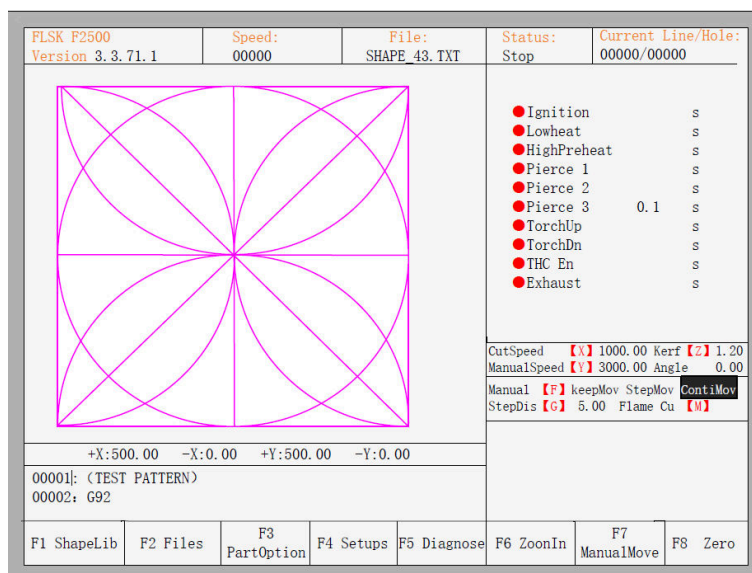 FLSK F2500
Version 3.3.71.1
Speed:
00000
File:
SHAPE_43.TXT
Status:
Stop
Current Line/Hole:
00000/00000
Ignition s
Lowheat s
HighPreheat s
Pierce 1 s
Pierce 2 s
Pierce 3 0.1 s
TorchUp s
TorchDn s
THC En s
Exhaust s
CutSpeed 【X】 1000.00 Kerf 【Z】 1.20
ManualSpeed 【Y】 3000.00 Angle 0.00
Manual 【F】 keepMov StepMov ContiMov
StepDis 【G】 5.00 Flame Cu 【M】
+X:500.00 -X:0.00 +Y:500.00 -Y:0.00
00001: (TEST PATTERN)
00002: G92
F1 ShapeLib
F2 Files
F3
PartOption
F4 Setups
F5 Diagnose
F6 ZoonIn
F7
ManualMove
F8 Zero